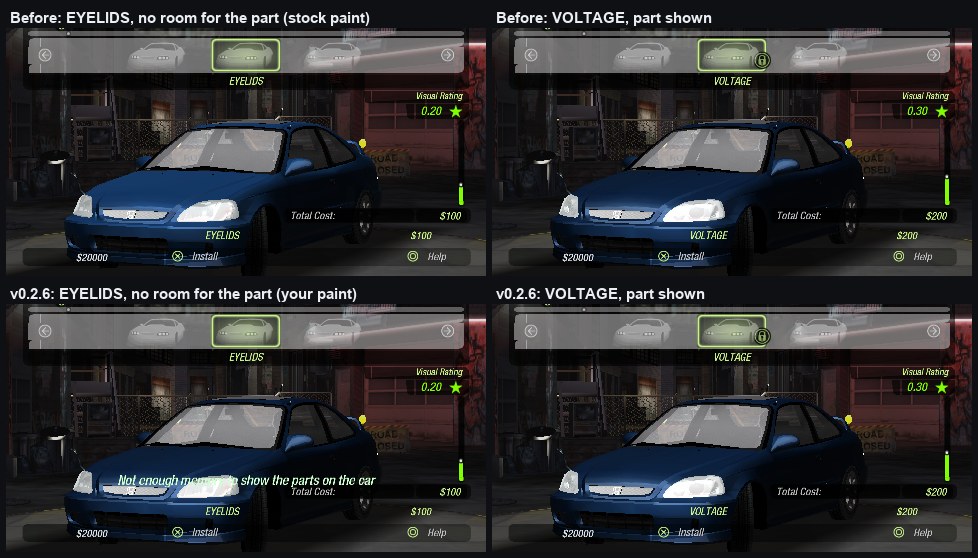 Before: EYELIDS, no room for the part (stock paint)
EYELIDS
Visual Rating
0.20
Total Cost:
$100
EYELIDS
$100
$20000
Install
Help
Before: VOLTAGE, part shown
VOLTAGE
Visual Rating
0.30
Total Cost:
$200
VOLTAGE
$200
$20000
Install
Help
v0.2.6: EYELIDS, no room for the part (your paint)
EYELIDS
Visual Rating
0.20
Not enough memory to show the parts on the car
Total Cost:
$100
EYELIDS
$100
$20000
Install
Help
v0.2.6: VOLTAGE, part shown
VOLTAGE
Visual Rating
0.30
Total Cost:
$200
VOLTAGE
$200
$20000
Install
Help